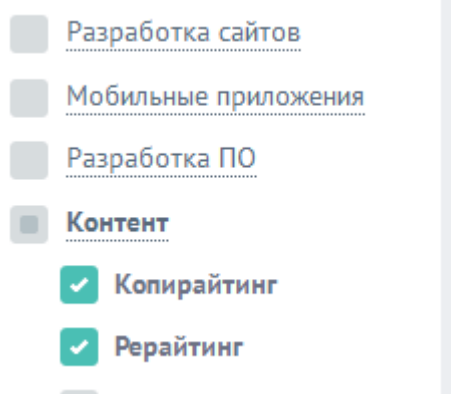 Разработка сайтов
Мобильные приложения
Разработка ПО
Контент
Копирайтинг
Рерайтинг